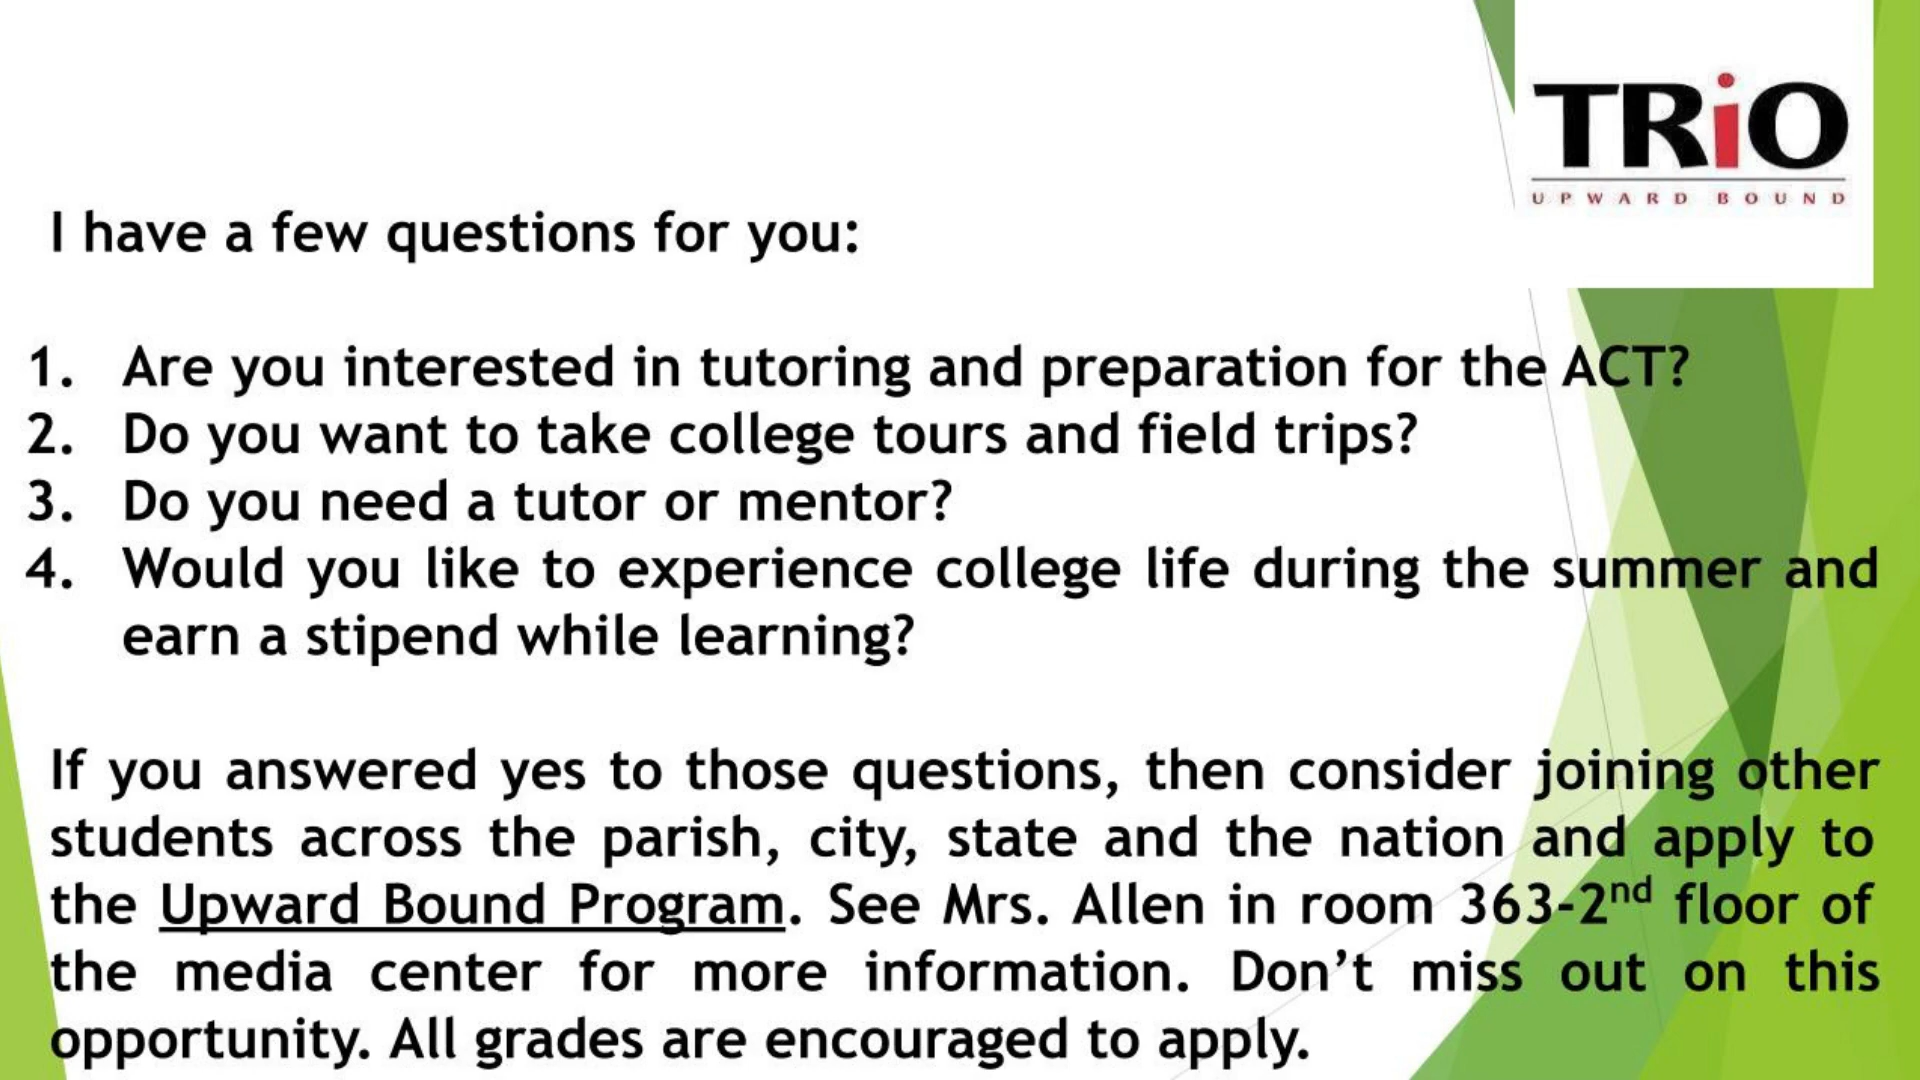 TRiO
UPWARD BOUND
I have a few questions for you:
1. Are you interested in tutoring and preparation for the ACT?
2. Do you want to take college tours and field trips?
3. Do you need a tutor or mentor?
4. Would you like to experience college life during the summer and
earn a stipend while learning?
If you answered yes to those questions, then consider joining other
students across the parish, city, state and the nation and apply to
the Upward Bound Program. See Mrs. Allen in room 363-2nd floor of
the media center for more information. Don’t miss out on this
opportunity. All grades are encouraged to apply.